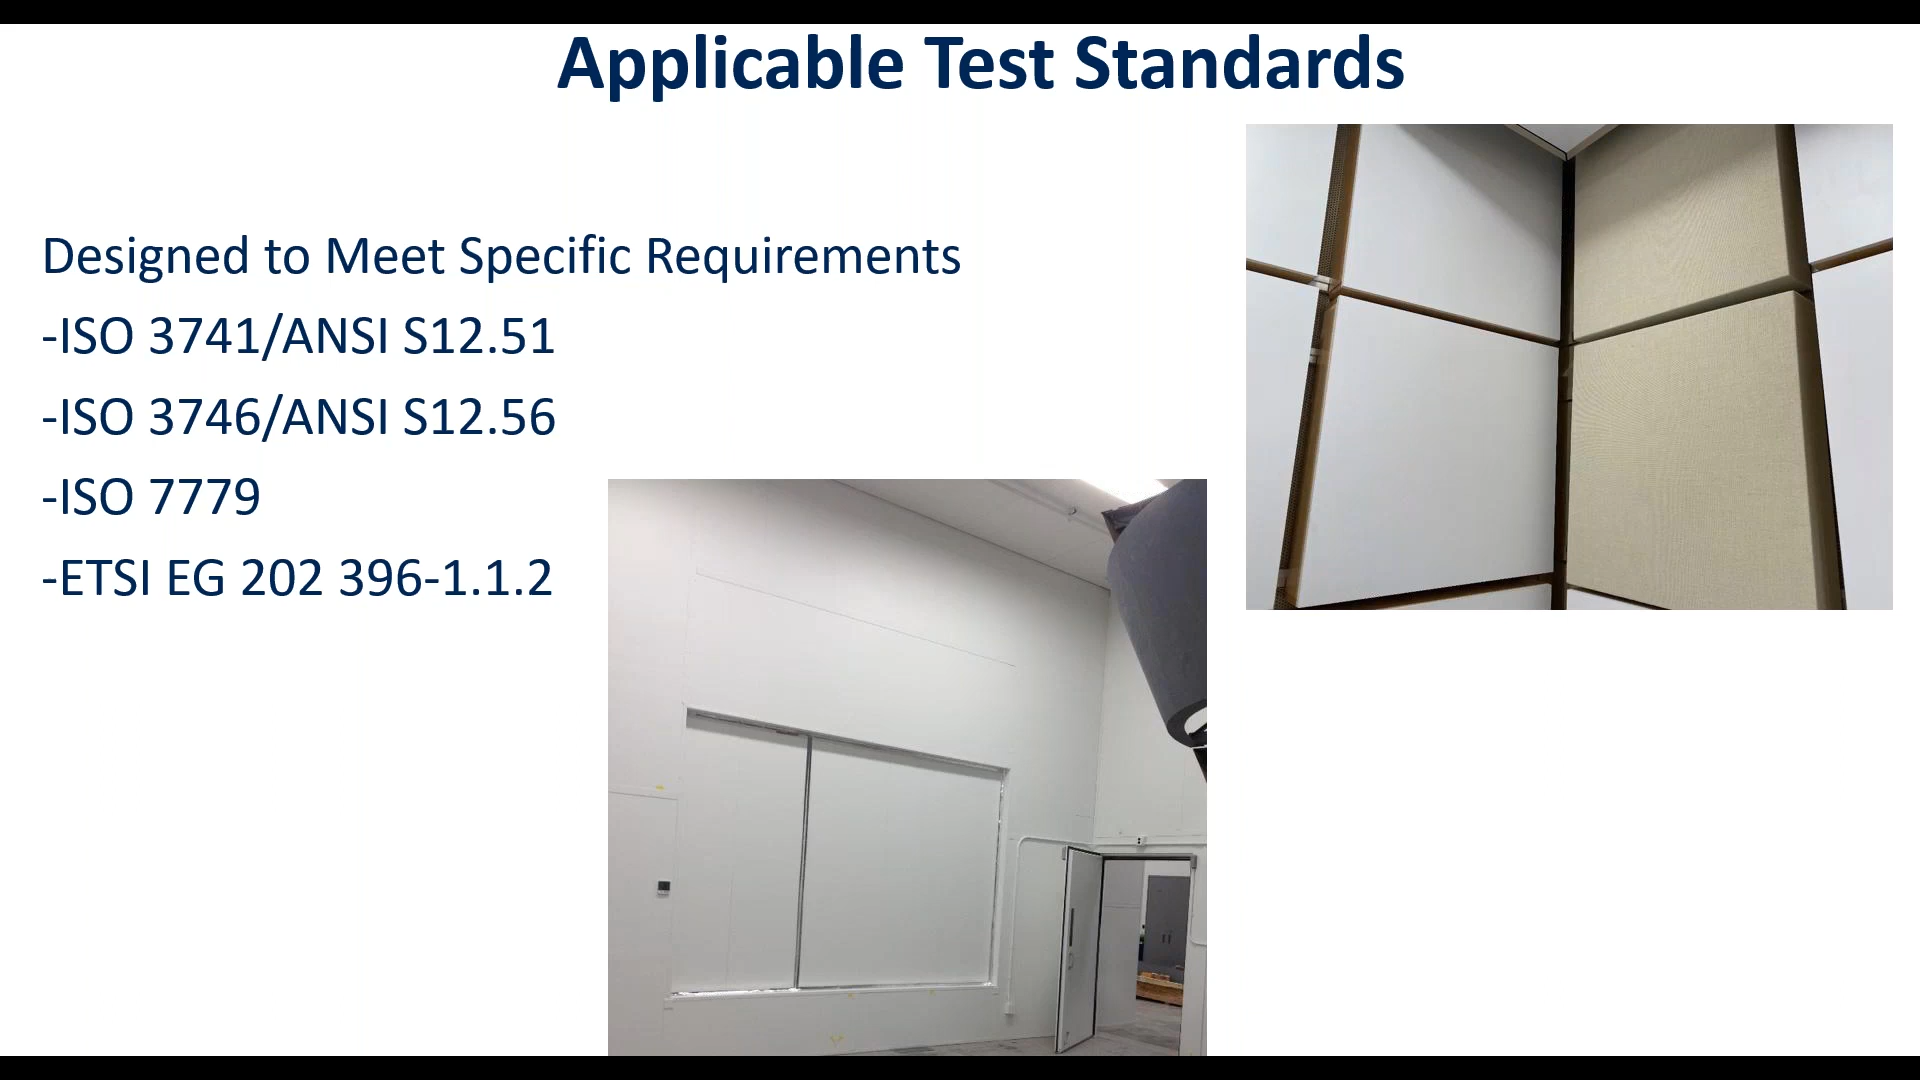 Applicable Test Standards
Designed to Meet Specific Requirements
-ISO 3741/ANSI S12.51
-ISO 3746/ANSI S12.56
-ISO 7779
-ETSI EG 202 396-1.1.2